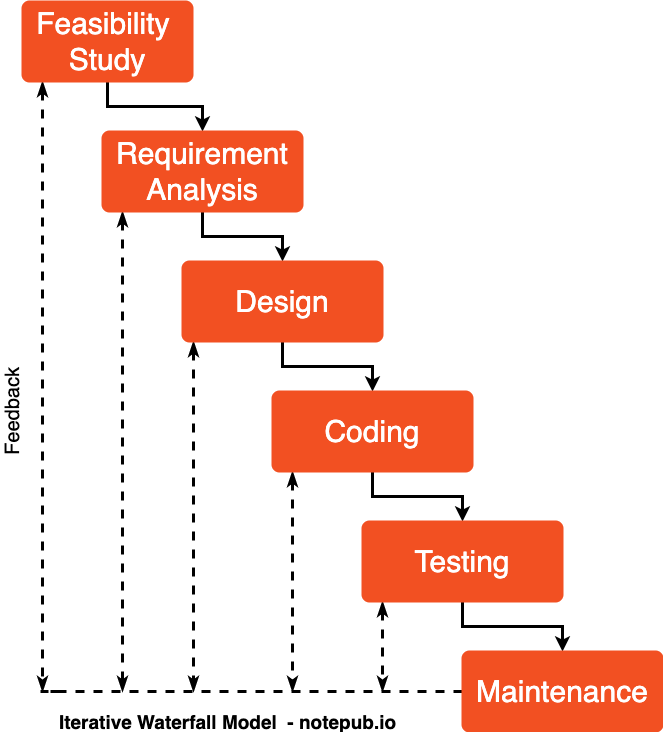 Feasibility
Study
Requirement
Analysis
Design
Feedback
Coding
Testing
Maintenance
Iterative Waterfall Model - notepub.io